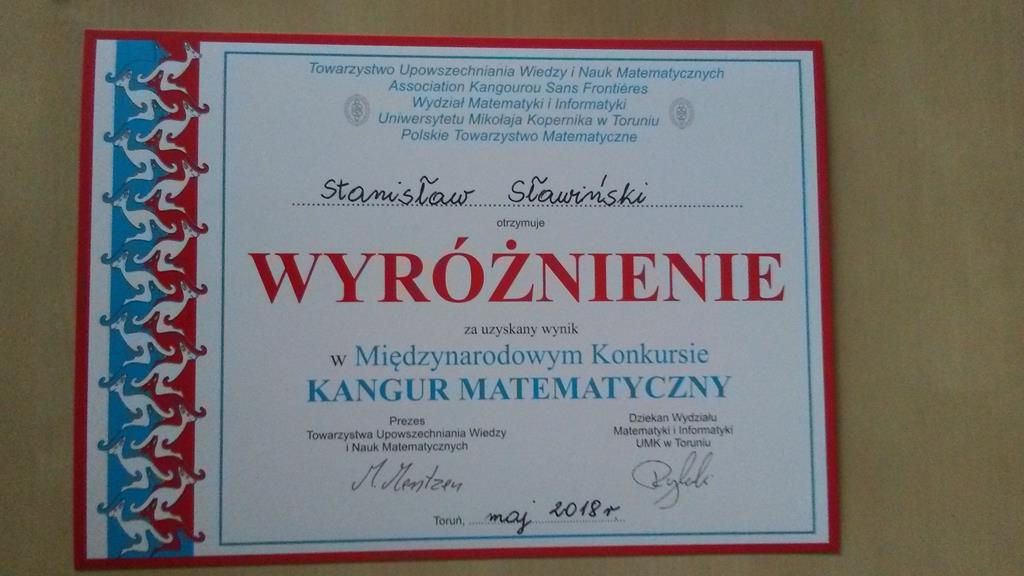 Towarzystwo Upowszechniania Wiedzy i Nauk Matematycznych
Association Kangourou Sans Frontiéres
Wydział Matematyki i Informatyki
Uniwersytetu Mikołaja Kopernika w Toruniu
Polskie Towarzystwo Matematyczne
Stanisław Sławiński
otrzymuje
WYRÓŻNIENIE
za uzyskany wynik
w Międzynarodowym Konkursie
KANGUR MATEMATYCZNY
Prezes
Towarzystwa Upowszechniania Wiedzy
i Nauk Matematycznych
M. Mentzen
Dziekan Wydziału
Matematyki i Informatyki
UMK w Toruniu
Toruń, maj 2018 r.